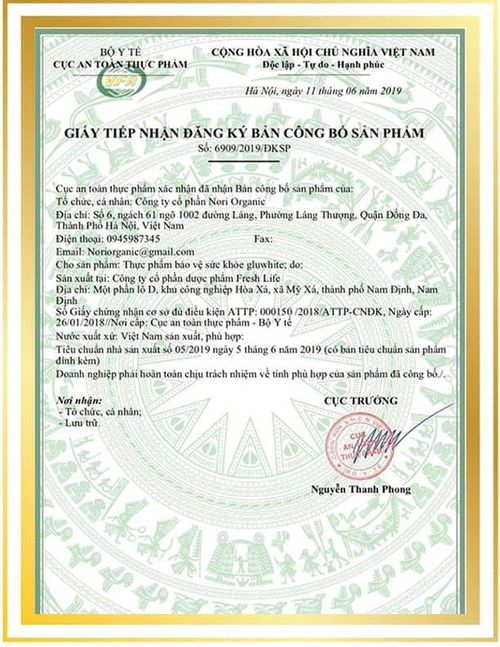 BỘ Y TẾ
CỤC AN TOÀN THỰC PHẨM
VFA
CỘNG HÒA XÃ HỘI CHỦ NGHĨA VIỆT NAM
Độc lập - Tự do - Hạnh phúc
Hà Nội, ngày 11 tháng 06 năm 2019
GIẤY TIẾP NHẬN ĐĂNG KÝ BẢN CÔNG BỐ SẢN PHẨM
Số: 6909/2019/ĐKSP
Cục an toàn thực phẩm xác nhận đã nhận Bản công bố sản phẩm của:
Tổ chức, cá nhân: Công ty cổ phần Nori Organic
Địa chỉ: Số 6, ngách 61 ngõ 1002 đường Láng, Phường Láng Thượng, Quận Đống Đa,
Thành Phố Hà Nội, Việt Nam
Điện thoại: 0945987345 Fax:
Email: Noriorganic@gmail.com
Cho sản phẩm: Thực phẩm bảo vệ sức khỏe gluwhite; do:
Sản xuất tại: Công ty cổ phần dược phẩm Fresh Life
Địa chỉ: Một phần lô D, khu công nghiệp Hòa Xá, xã Mỹ Xá, thành phố Nam Định, Nam
Định
Số Giấy chứng nhận cơ sở đủ điều kiện ATTP: 000150 /2018/ATTP-CNĐK, Ngày cấp:
26/01/2018//Nơi cấp: Cục an toàn thực phẩm - Bộ Y tế
Nước xuất xứ: Việt Nam sản xuất, phù hợp:
Tiêu chuẩn nhà sản xuất số 05/2019 ngày 5 tháng 6 năm 2019 (có bản tiêu chuẩn sản phẩm
đính kèm)
Doanh nghiệp phải hoàn toàn chịu trách nhiệm về tính phù hợp của sản phẩm đã công bố./.
Nơi nhận:
- Tổ chức, cá nhân;
- Lưu trữ.
CỤC TRƯỞNG
CỤC
AN TOÀN
THỰC PHẨM
Nguyễn Thanh Phong